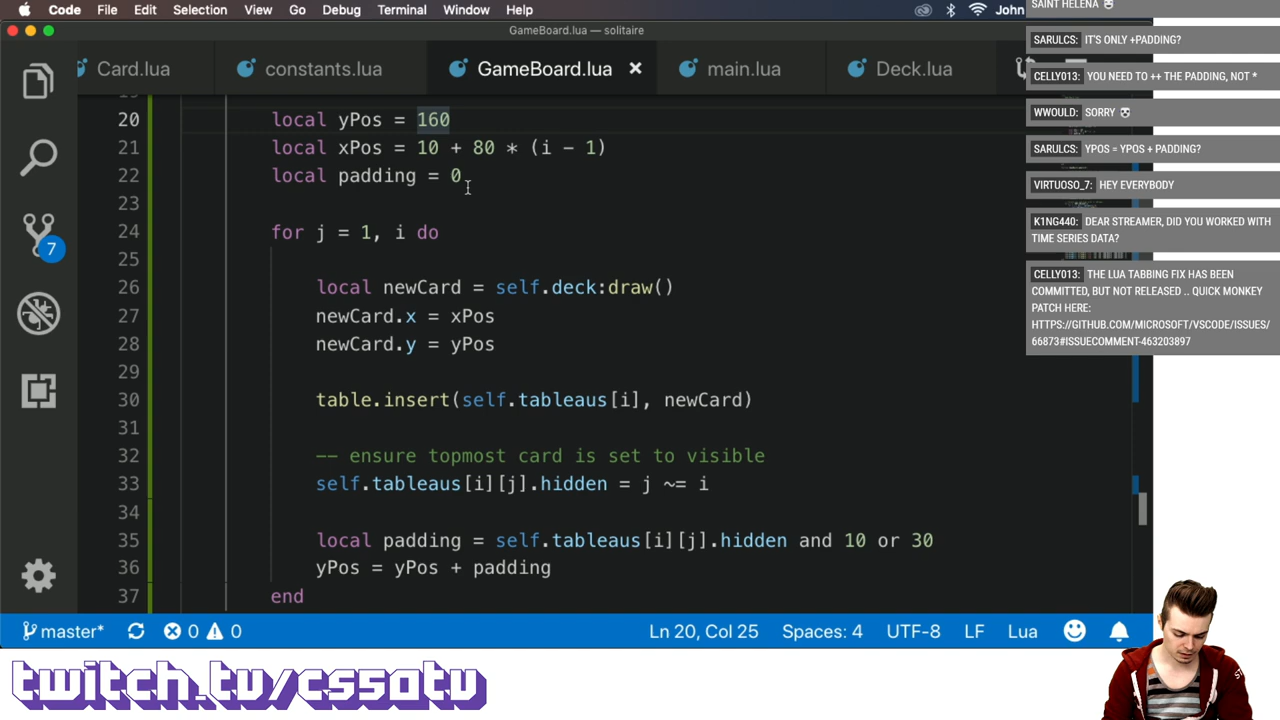 Code File Edit Selection View Go Debug Terminal Window Help John
GameBoard.lua — solitaire
Card.lua constants.lua GameBoard.lua main.lua Deck.lua
20 local yPos = 160
21 local xPos = 10 + 80 * (i - 1)
22 local padding = 0
23
24 for j = 1, i do
25
26 local newCard = self.deck:draw()
27 newCard.x = xPos
28 newCard.y = yPos
29
30 table.insert(self.tableaus[i], newCard)
31
32 -- ensure topmost card is set to visible
33 self.tableaus[i][j].hidden = j ~= i
34
35 local padding = self.tableaus[i][j].hidden and 10 or 30
36 yPos = yPos + padding
37 end
7
master* 0 0 Ln 20, Col 25 Spaces: 4 UTF-8 LF Lua
twitch.tv/cssatv
SAINT HELENA
SARULCS: IT'S ONLY +PADDING?
CELLY013: YOU NEED TO ++ THE PADDING, NOT *
WWOULD: SORRY
SARULCS: YPOS = YPOS + PADDING?
VIRTUOSO_7: HEY EVERYBODY
K1NG440: DEAR STREAMER, DID YOU WORKED WITH
TIME SERIES DATA?
CELLY013: THE LUA TABBING FIX HAS BEEN
COMMITTED, BUT NOT RELEASED .. QUICK MONKEY
PATCH HERE:
HTTPS://GITHUB.COM/MICROSOFT/VSCODE/ISSUES/
66873#ISSUECOMMENT-463203897